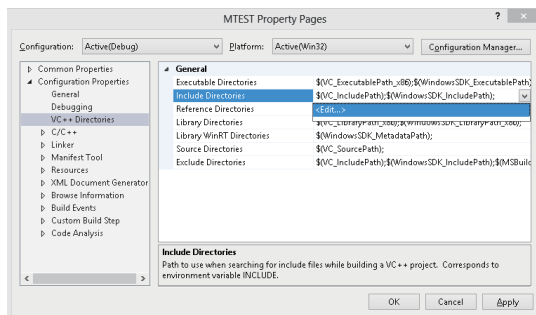 MTEST Property Pages
? ×
Configuration: Active(Debug) Platform: Active(Win32) Configuration Manager...
Common Properties
Configuration Properties
General
Debugging
VC++ Directories
C/C++
Linker
Manifest Tool
Resources
XML Document Generator
Browse Information
Build Events
Custom Build Step
Code Analysis
General
Executable Directories $(VC_ExecutablePath_x86);$(WindowsSDK_ExecutablePath
Include Directories $(VC_IncludePath);$(WindowsSDK_IncludePath);
Reference Directories <Edit...>
Library Directories $(VC_LibraryPath_x86);$(WindowsSDK_LibraryPath_x86);
Library WinRT Directories $(WindowsSDK_MetadataPath);
Source Directories $(VC_SourcePath);
Exclude Directories $(VC_IncludePath);$(WindowsSDK_IncludePath);$(MSBuild
Include Directories
Path to use when searching for include files while building a VC++ project. Corresponds to
environment variable INCLUDE.
OK Cancel Apply